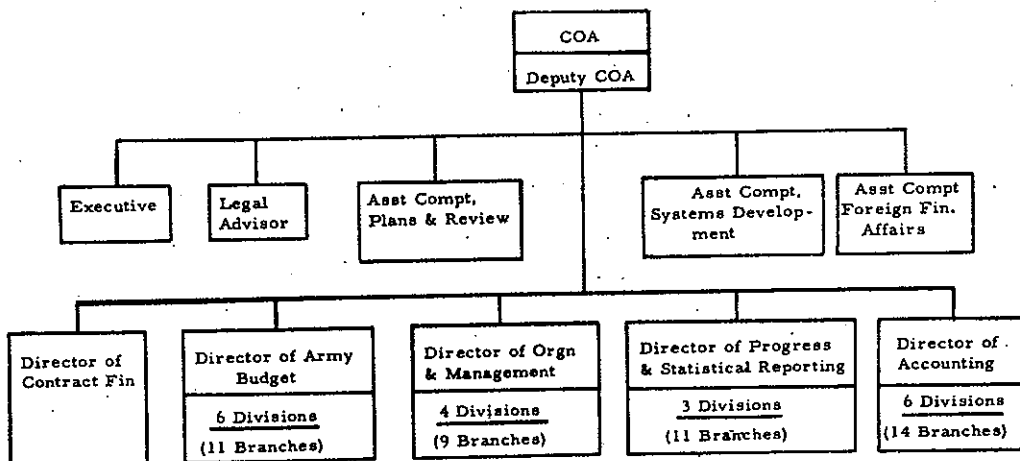 COA
Deputy COA
Executive
Legal
Advisor
Asst Compt,
Plans & Review
Asst Compt,
Systems Develop-
ment
Asst Compt
Foreign Fin.
Affairs
Director of
Contract Fin
Director of Army
Budget
6 Divisions
(11 Branches)
Director of Orgn
& Management
4 Divisions
(9 Branches)
Director of Progress
& Statistical Reporting
3 Divisions
(11 Branches)
Director of
Accounting
6 Divisions
(14 Branches)